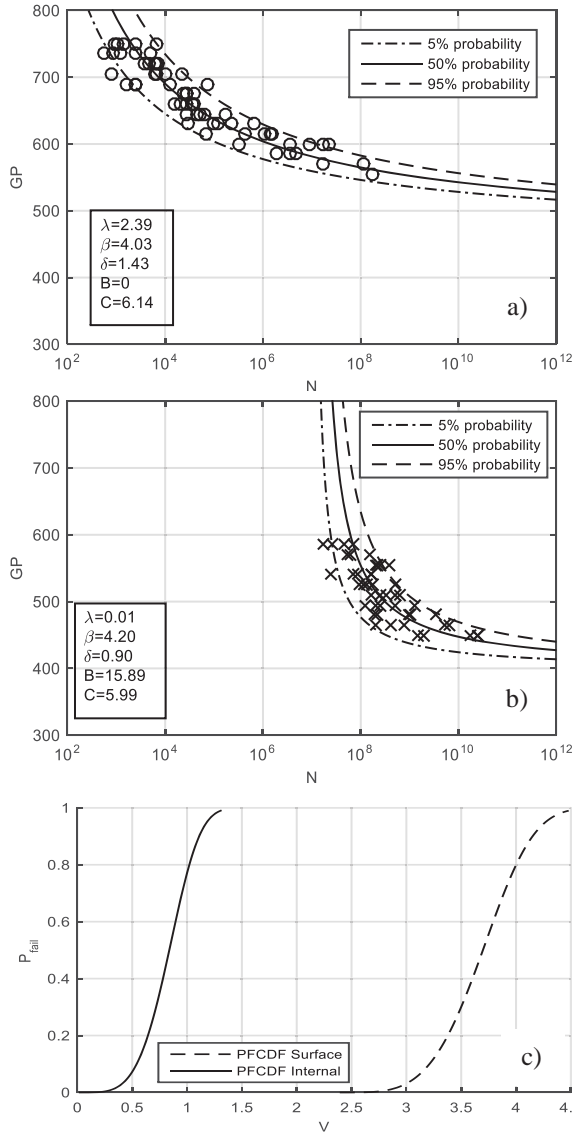 800
5% probability
50% probability
95% probability
700
600
GP
500
λ=2.39
β=4.03
δ=1.43
B=0
C=6.14
400
a)
300
10² 10⁴ 10⁶ 10⁸ 10¹⁰ 10¹²
N
800
5% probability
50% probability
95% probability
700
600
GP
500
λ=0.01
β=4.20
δ=0.90
B=15.89
C=5.99
400
b)
300
10² 10⁴ 10⁶ 10⁸ 10¹⁰ 10¹²
N
1
0.8
0.6
P_fail
0.4
0.2
PFCDF Surface
PFCDF Internal
c)
0
0 0.5 1 1.5 2 2.5 3 3.5 4 4.
V